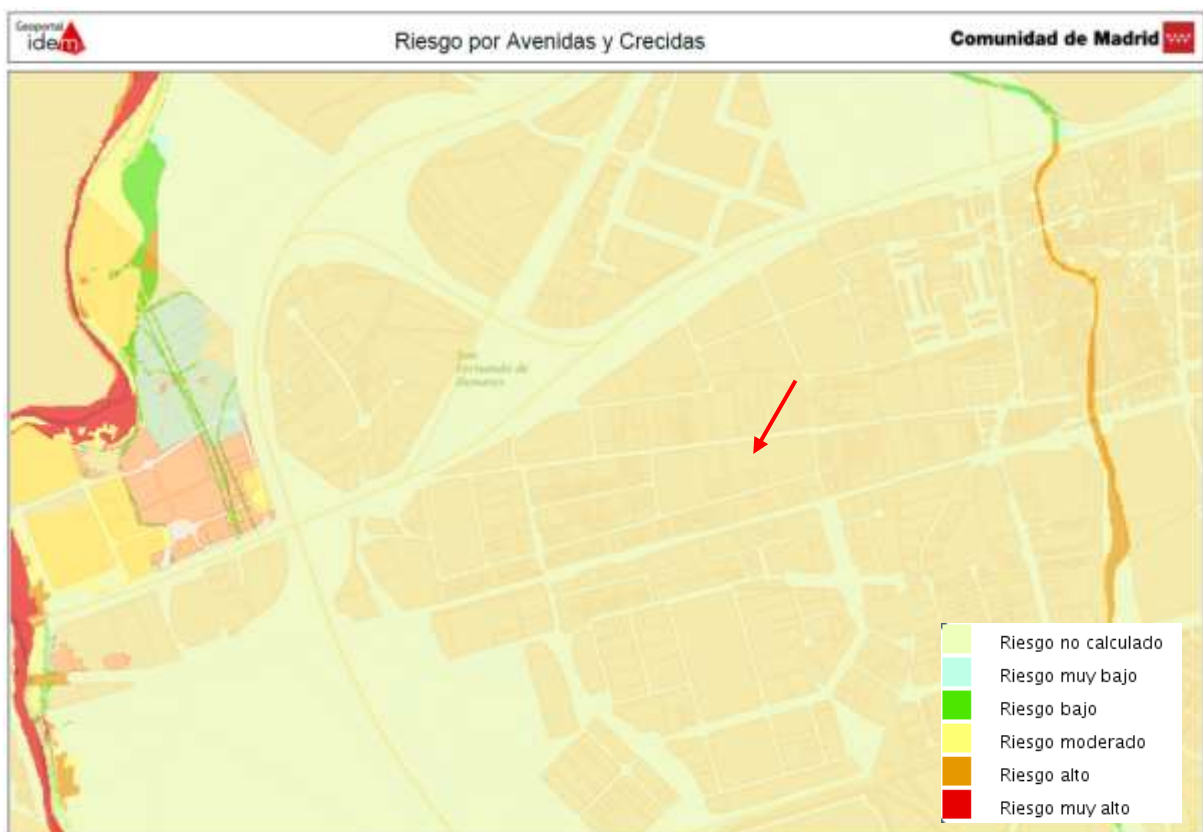 Geoportal
idem
Riesgo por Avenidas y Crecidas
Comunidad de Madrid
San
Fernando de
Henares
Riesgo no calculado
Riesgo muy bajo
Riesgo bajo
Riesgo moderado
Riesgo alto
Riesgo muy alto